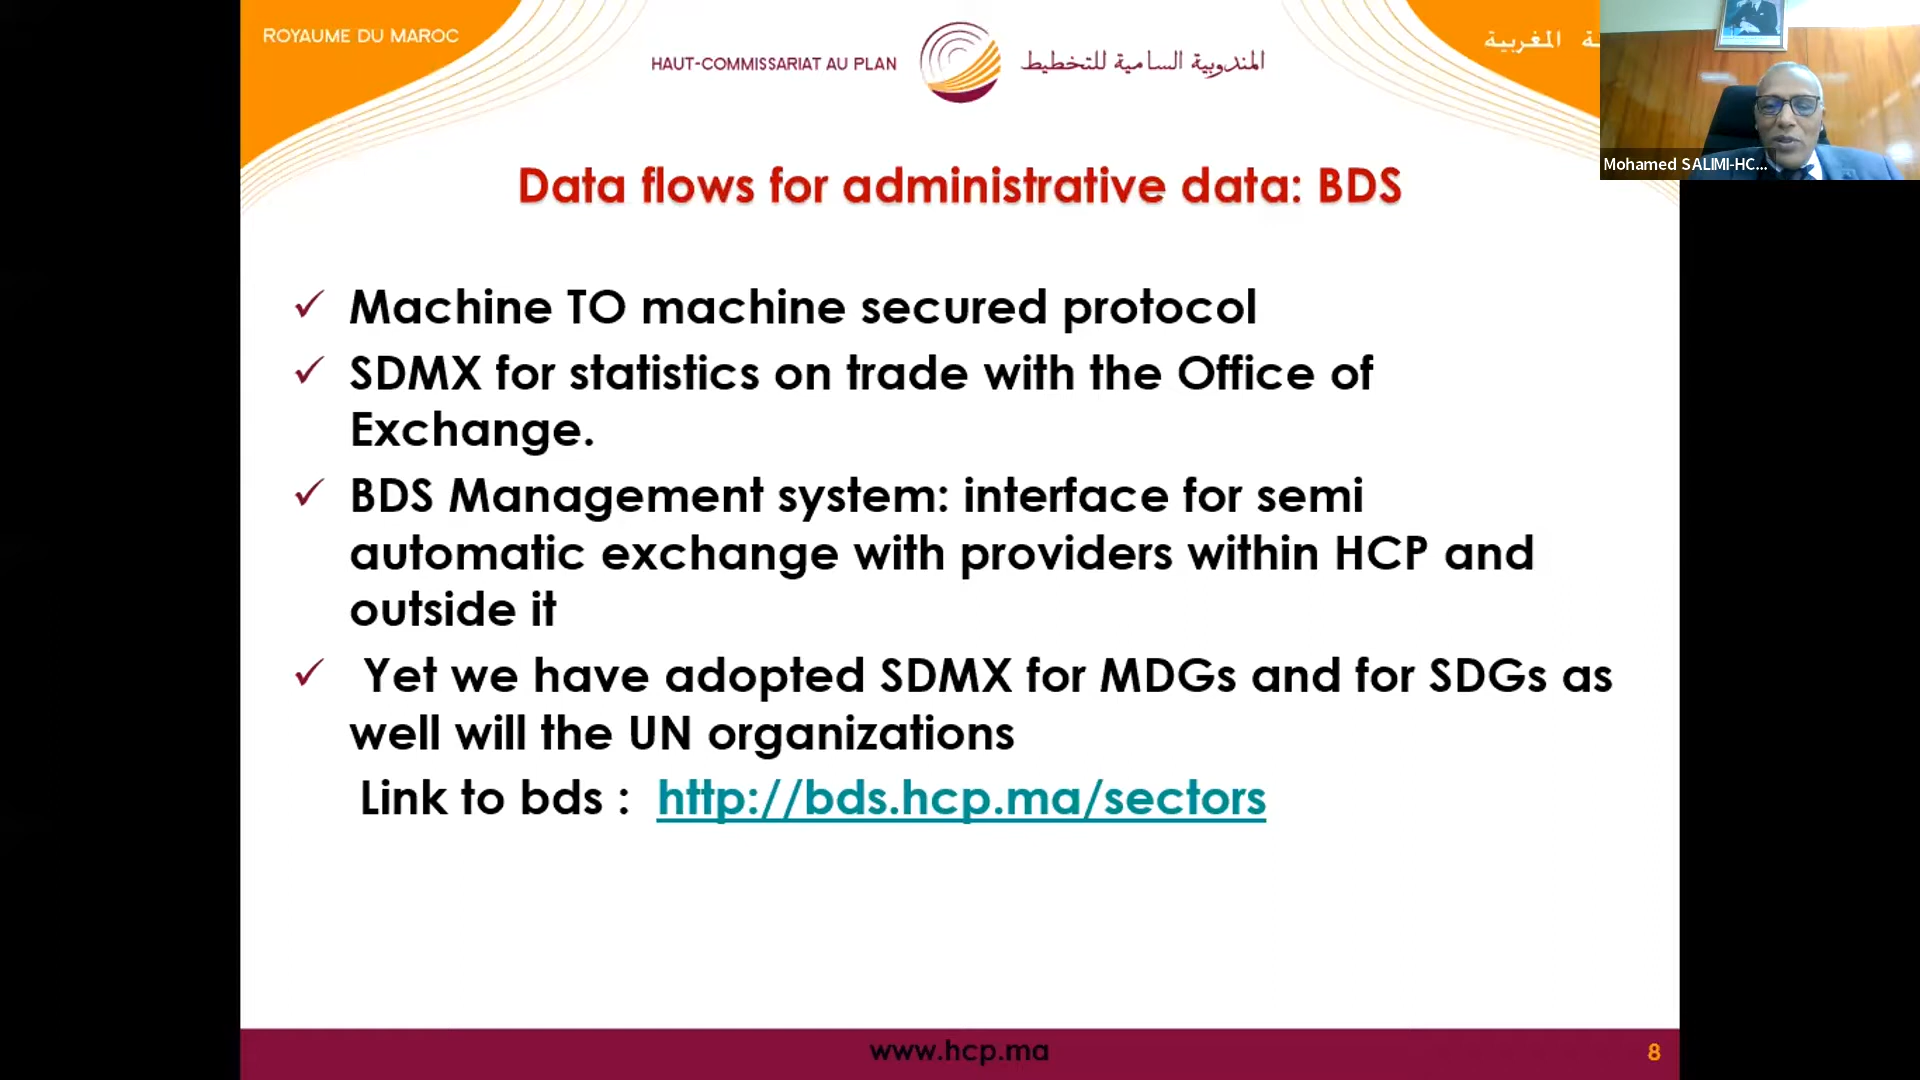 ROYAUME DU MAROC
HAUT-COMMISSARIAT AU PLAN
المندوبية السامية للتخطيط
المغربية
Mohamed SALIMI-HC...
Data flows for administrative data: BDS
✓ Machine TO machine secured protocol
✓ SDMX for statistics on trade with the Office of
Exchange.
✓ BDS Management system: interface for semi
automatic exchange with providers within HCP and
outside it
✓ Yet we have adopted SDMX for MDGs and for SDGs as
well will the UN organizations
Link to bds : http://bds.hcp.ma/sectors
www.hcp.ma
8